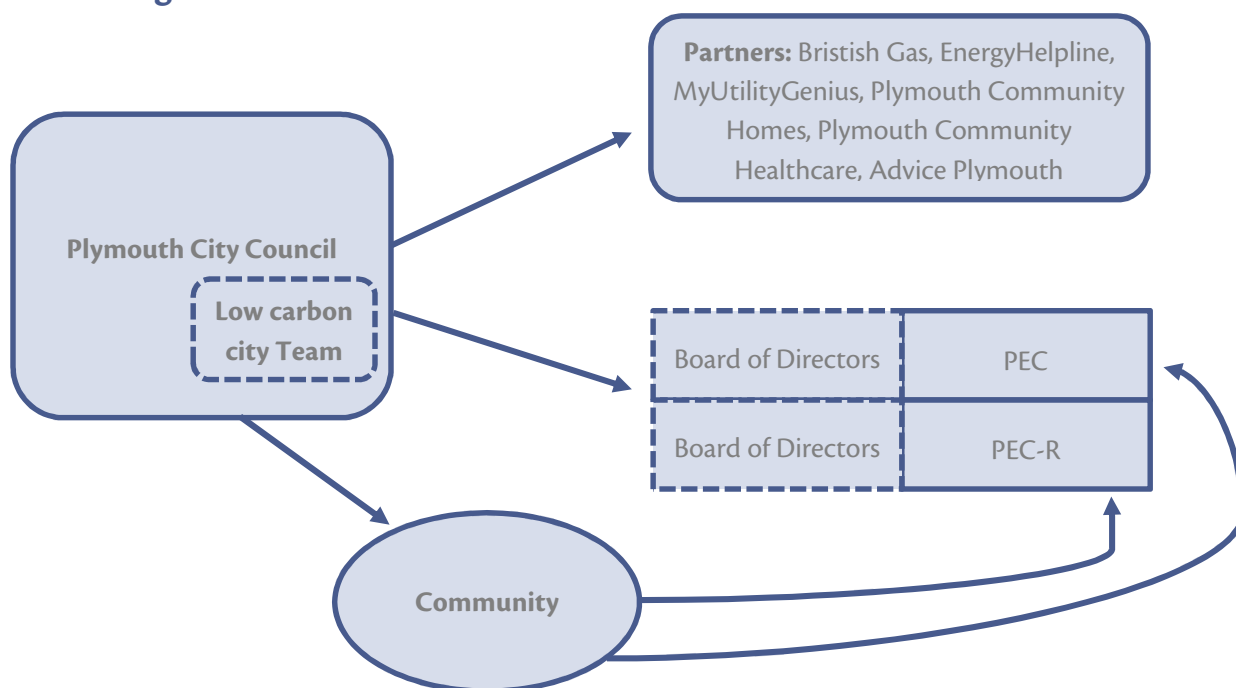 Partners: Bristish Gas, EnergyHelpline,
MyUtilityGenius, Plymouth Community
Homes, Plymouth Community
Healthcare, Advice Plymouth
Plymouth City Council
Low carbon
city Team
Board of Directors
PEC
Board of Directors
PEC-R
Community